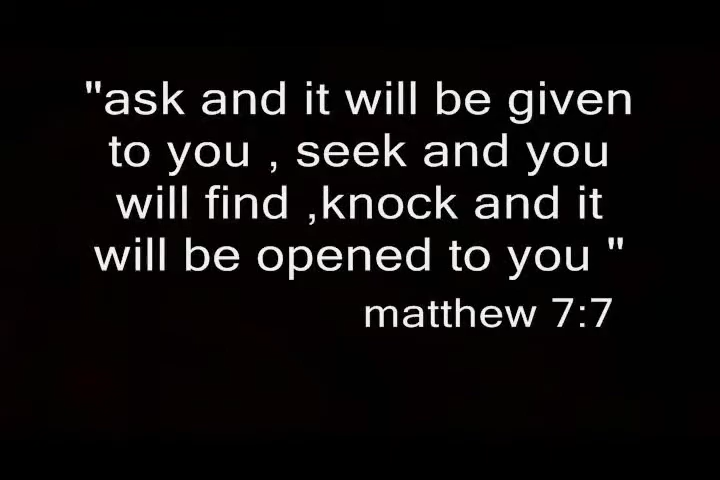 "ask and it will be given
to you , seek and you
will find ,knock and it
will be opened to you "
matthew 7:7